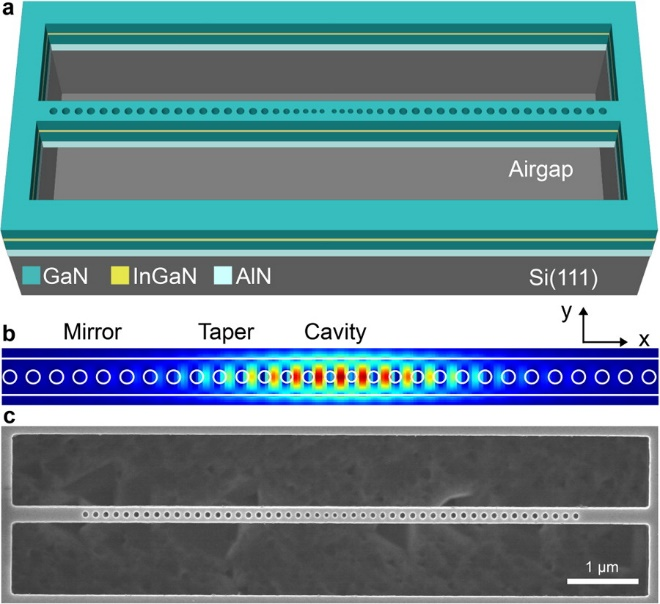 a
Airgap
GaN InGaN AlN Si(111)
b Mirror Taper Cavity y x
c
1 μm